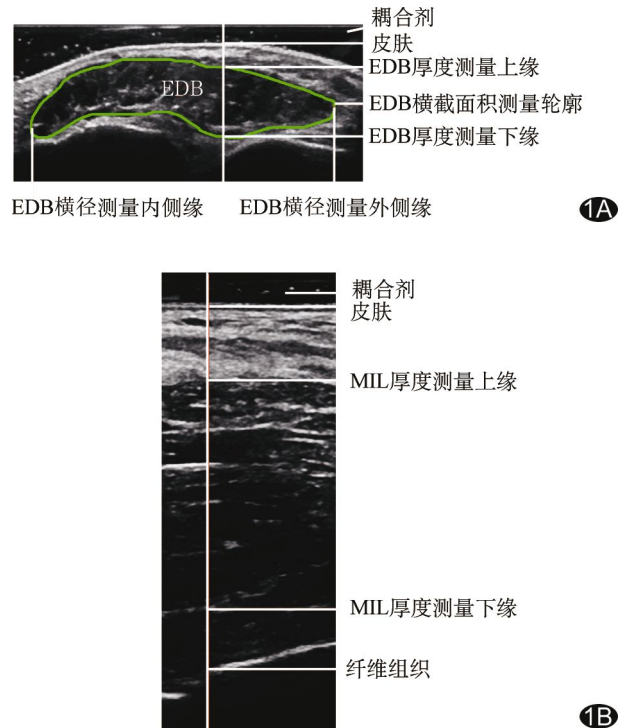 耦合剂
皮肤
EDB厚度测量上缘
EDB
EDB横截面积测量轮廓
EDB厚度测量下缘
EDB横径测量内侧缘 EDB横径测量外侧缘
1A
耦合剂
皮肤
MIL厚度测量上缘
MIL厚度测量下缘
纤维组织
1B